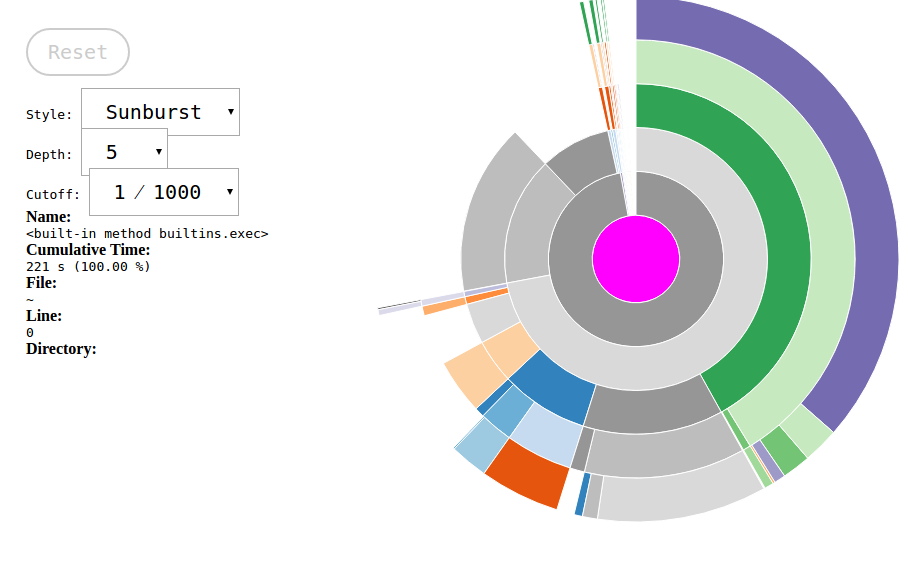 Reset
Style: Sunburst
Depth: 5
Cutoff: 1 / 1000
Name:
<built-in method builtins.exec>
Cumulative Time:
221 s (100.00 %)
File:
~
Line:
0
Directory: